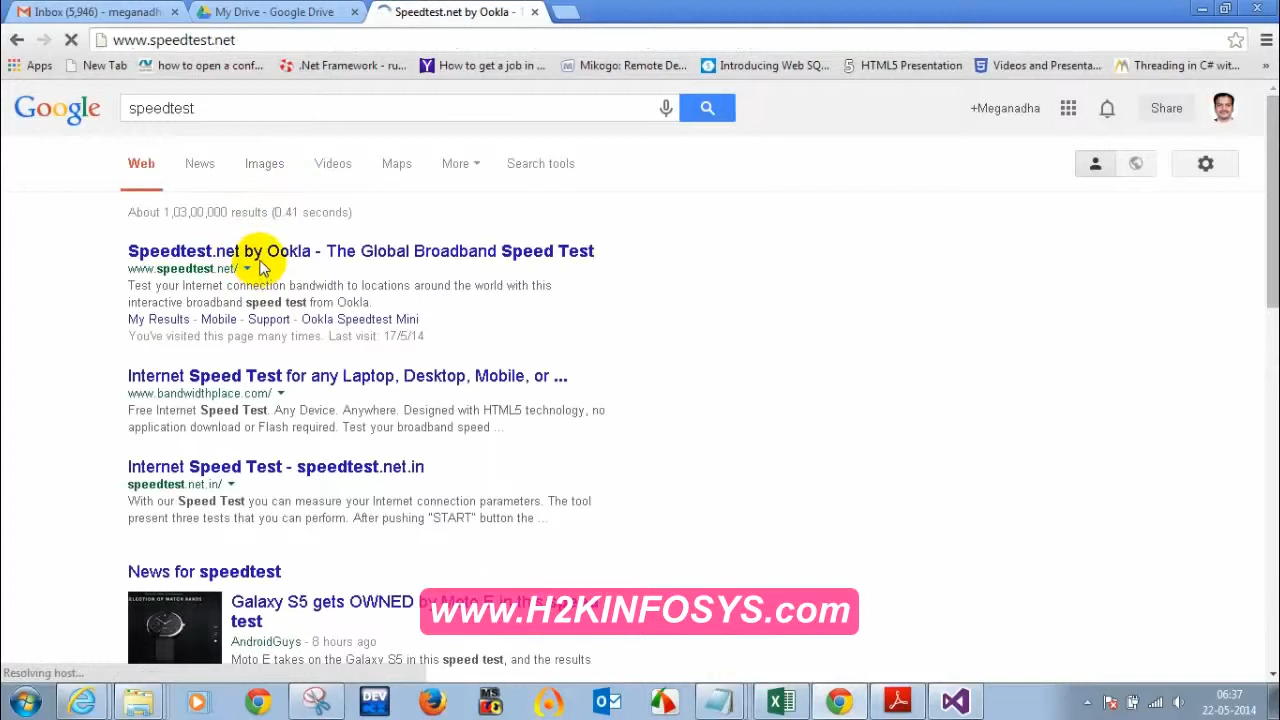 Inbox (5,946) - meganadh
My Drive - Google Drive
Speedtest.net by Ookla -
www.speedtest.net
Apps
New Tab
how to open a conf...
.Net Framework - ru...
How to get a job in ...
Mikogo: Remote De...
Introducing Web SQ...
HTML5 Presentation
Videos and Presenta...
Threading in C# wit...
Google
speedtest
+Meganadha
Share
Web
News
Images
Videos
Maps
More
Search tools
About 1,03,00,000 results (0.41 seconds)
Speedtest.net by Ookla - The Global Broadband Speed Test
www.speedtest.net/
Test your Internet connection bandwidth to locations around the world with this
interactive broadband speed test from Ookla.
My Results - Mobile - Support - Ookla Speedtest Mini
You've visited this page many times. Last visit: 17/5/14
Internet Speed Test for any Laptop, Desktop, Mobile, or ...
www.bandwidthplace.com/
Free Internet Speed Test. Any Device. Anywhere. Designed with HTML5 technology, no
application download or Flash required. Test your broadband speed ...
Internet Speed Test - speedtest.net.in
speedtest.net.in/
With our Speed Test you can measure your Internet connection parameters. The tool
present three tests that you can perform. After pushing "START" button the ...
News for speedtest
ELECTION OF WATCH HANDS
Galaxy S5 gets OWNED by Moto E in this
test
www.H2KINFOSYS.com
AndroidGuys - 8 hours ago
Moto E takes on the Galaxy S5 in this speed test, and the results
Resolving host...
DEV
MS
06:37
22-05-2014